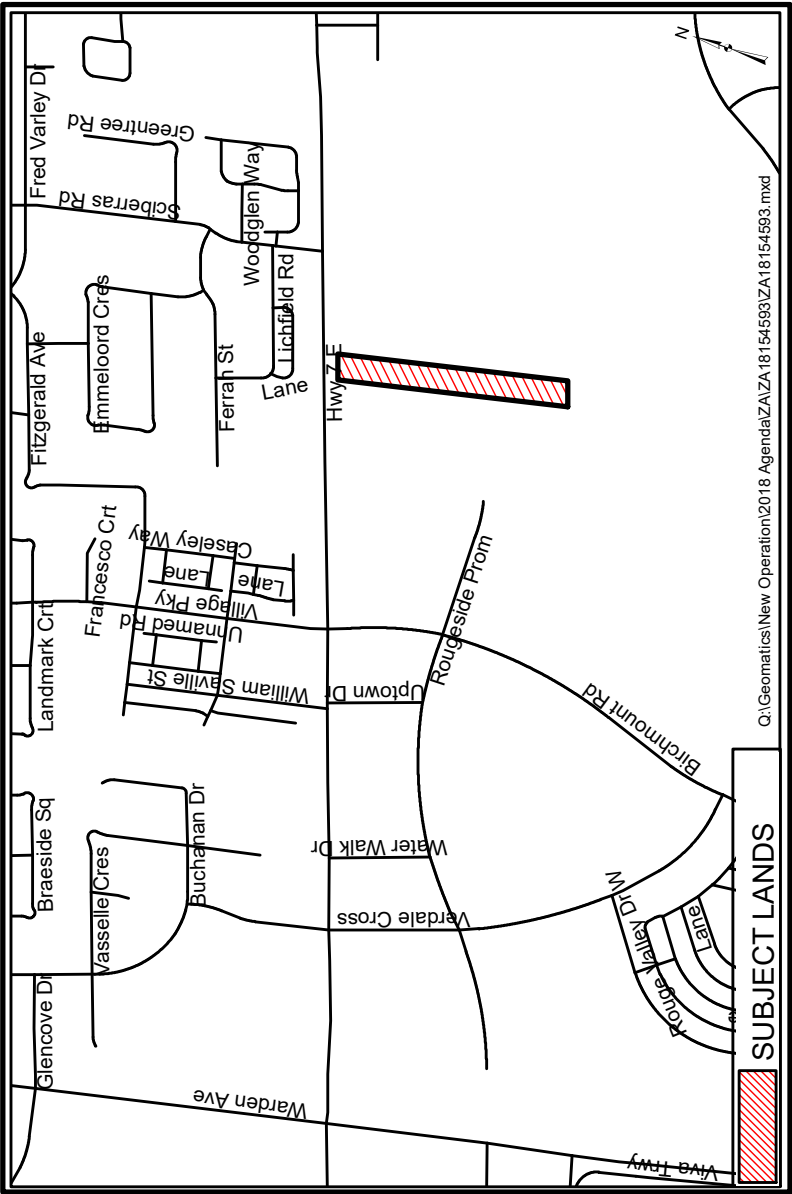 Fred Varley Dr
Greentree Rd
Sciberras Rd
Woodglen Way
Fitzgerald Ave
Emmeloord Cres
Lichfield Rd
Ferrah St
Lane
Hwy 7 E
Francesco Crt
Caseley Way
Lane
Lane
Village Pky
Unnamed Rd
Landmark Crt
William Saville St
Uptown Dr
Rougeside Prom
Birchmount Rd
Braeside Sq
Buchanan Dr
Vasselle Cres
Water Walk Dr
Verdale Cross
Rouge Valley Dr W
Lane
Glencove Dr
Warden Ave
Viva Trwy
N
Q:\Geomatics\New Operation\2018 Agenda\ZA\ZA18154593\ZA18154593.mxd
SUBJECT LANDS